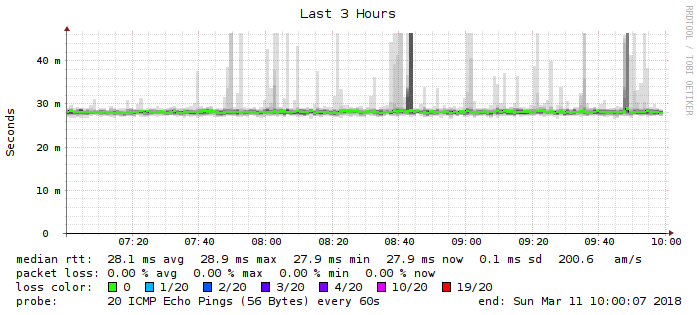 Last 3 Hours
RRDTOOL / TOBI OETIKER
Seconds
40 m
30 m
20 m
10 m
0
07:20 07:40 08:00 08:20 08:40 09:00 09:20 09:40 10:00
median rtt: 28.1 ms avg 28.9 ms max 27.9 ms min 27.9 ms now 0.1 ms sd 200.6 am/s
packet loss: 0.00 % avg 0.00 % max 0.00 % min 0.00 % now
loss color: 0 1/20 2/20 3/20 4/20 10/20 19/20
probe: 20 ICMP Echo Pings (56 Bytes) every 60s end: Sun Mar 11 10:00:07 2018